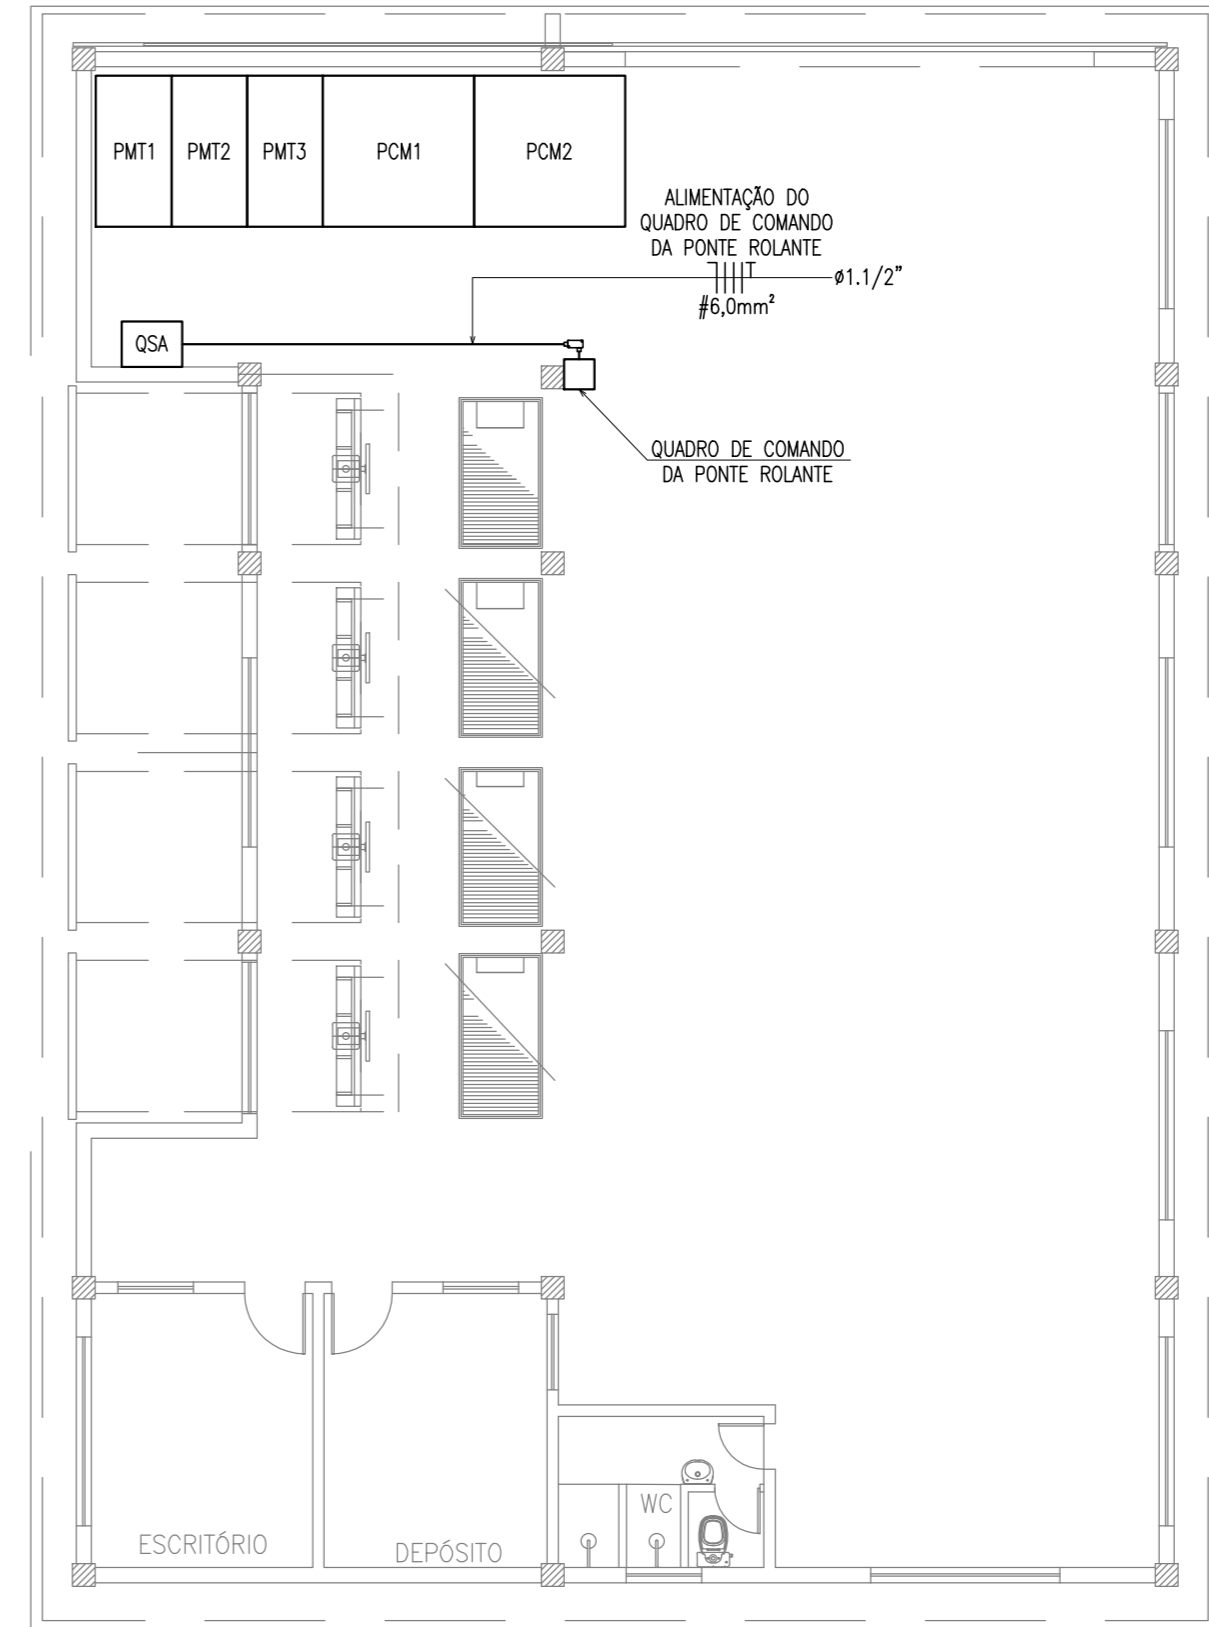 PMT1 PMT2 PMT3 PCM1 PCM2
ALIMENTAÇÃO DO
QUADRO DE COMANDO
DA PONTE ROLANTE
ø1.1/2"
#6,0mm²
QSA
QUADRO DE COMANDO
DA PONTE ROLANTE
WC
ESCRITÓRIO
DEPÓSITO